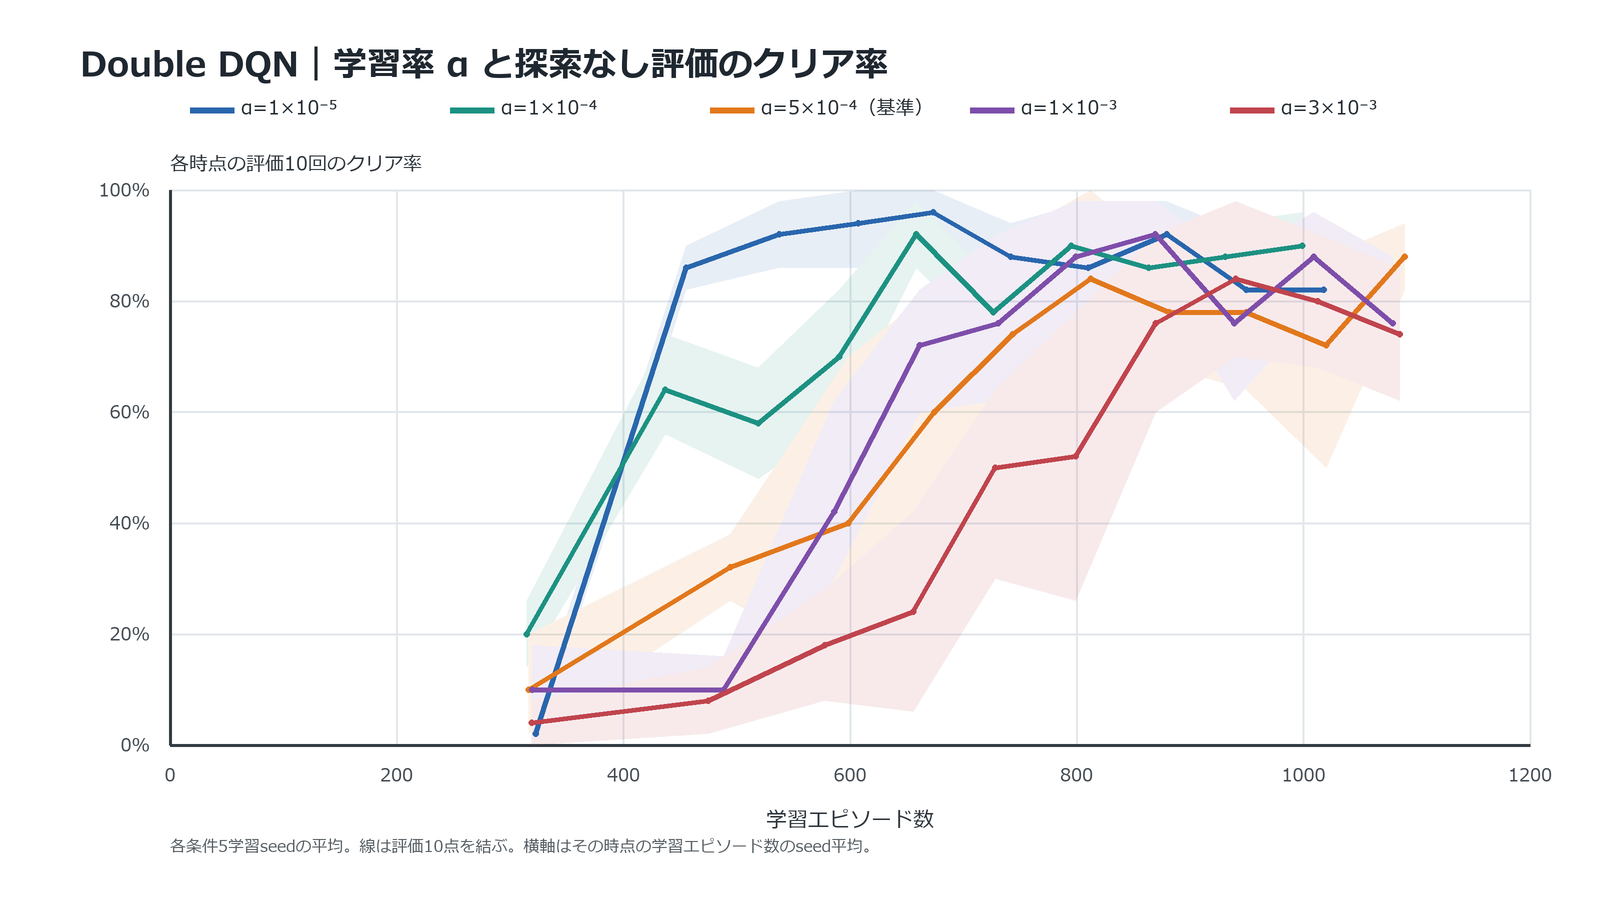 Double DQN｜学習率 α と探索なし評価のクリア率
α=1×10⁻⁵
α=1×10⁻⁴
α=5×10⁻⁴（基準）
α=1×10⁻³
α=3×10⁻³
各時点の評価10回のクリア率
100%
80%
60%
40%
20%
0%
0
200
400
600
800
1000
1200
学習エピソード数
各条件5学習seedの平均。線は評価10点を結ぶ。横軸はその時点の学習エピソード数のseed平均。